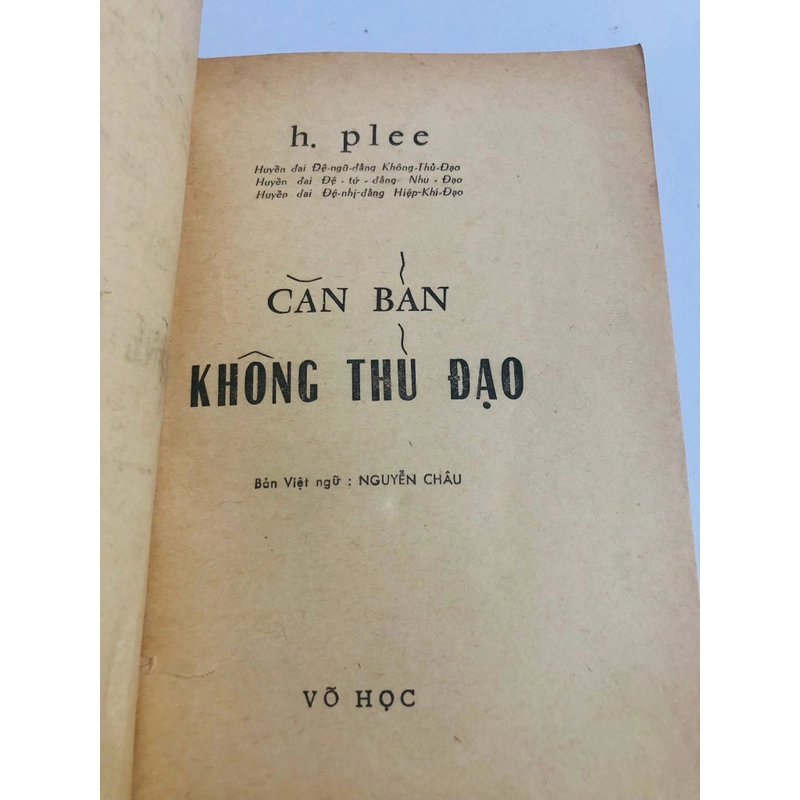 h. plee
Huyền đai Đệ-ngũ-đẳng Không-Thủ-Đạo
Huyền đai Đệ - tứ - đẳng Nhu - Đạo
Huyền đai Đệ-nhị-đẳng Hiệp-Khí-Đạo
CĂN BẢN
KHÔNG THỦ ĐẠO
Bản Việt ngữ : NGUYỄN CHÂU
VÕ HỌC